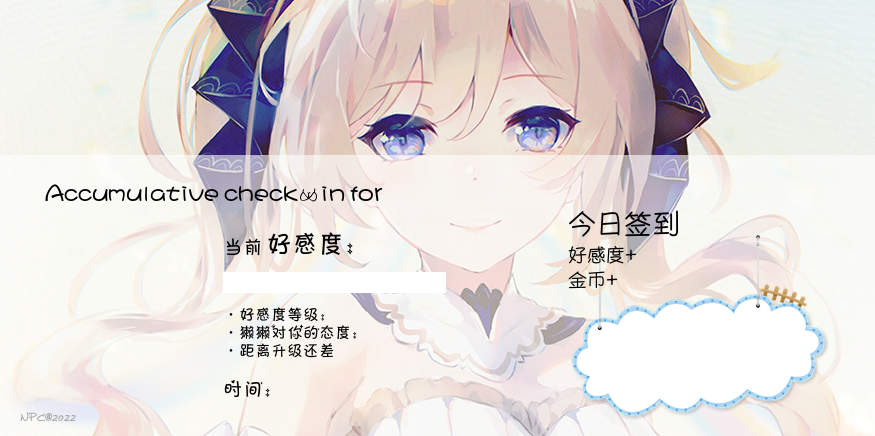 Accumulative check in for
当前 好感度：
· 好感度等级：
· 獭獭对你的态度：
· 距离升级还差
时间：
今日签到
好感度+
金币+
NPC@2022